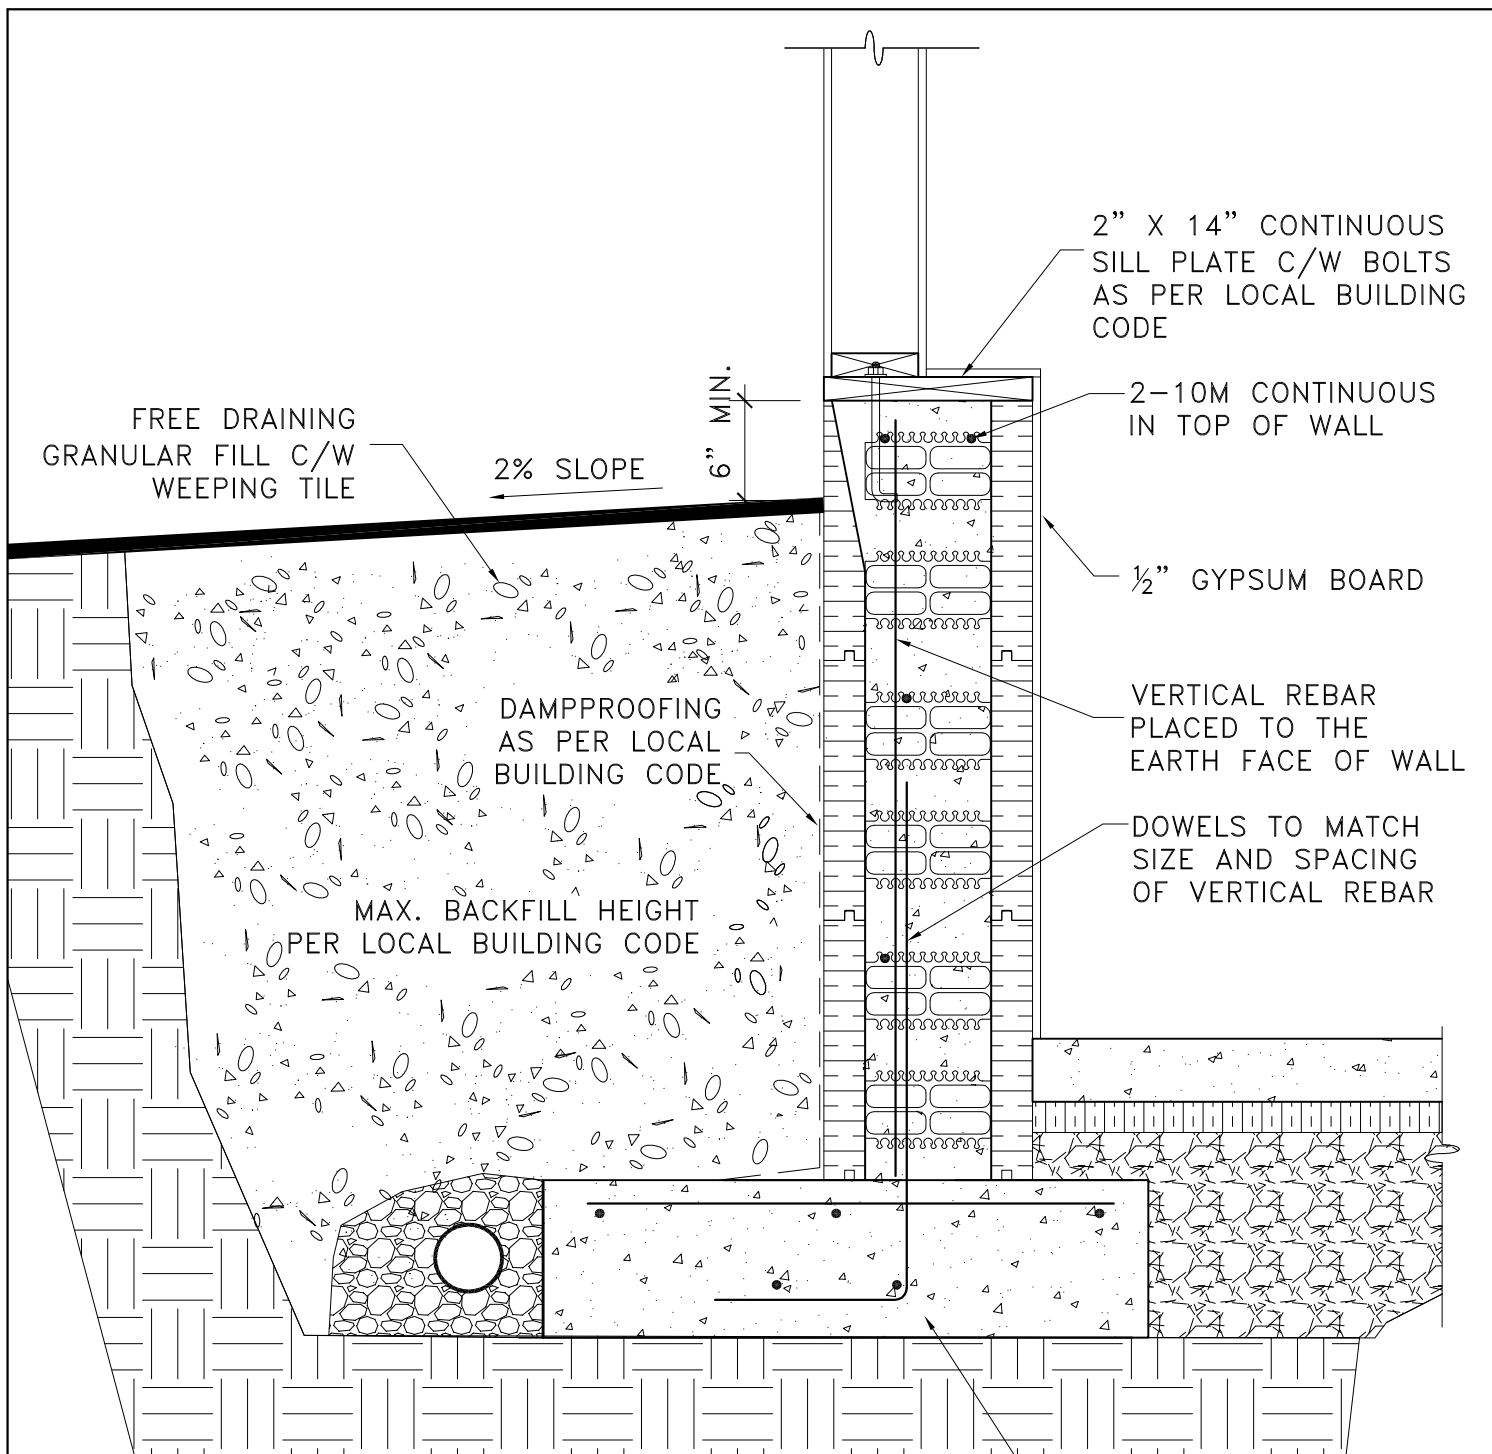 2” X 14” CONTINUOUS
SILL PLATE C/W BOLTS
AS PER LOCAL BUILDING
CODE
2-10M CONTINUOUS
IN TOP OF WALL
6” MIN.
FREE DRAINING
GRANULAR FILL C/W
WEEPING TILE
2% SLOPE
½” GYPSUM BOARD
DAMPPROOFING
AS PER LOCAL
BUILDING CODE
VERTICAL REBAR
PLACED TO THE
EARTH FACE OF WALL
DOWELS TO MATCH
SIZE AND SPACING
OF VERTICAL REBAR
MAX. BACKFILL HEIGHT
PER LOCAL BUILDING CODE